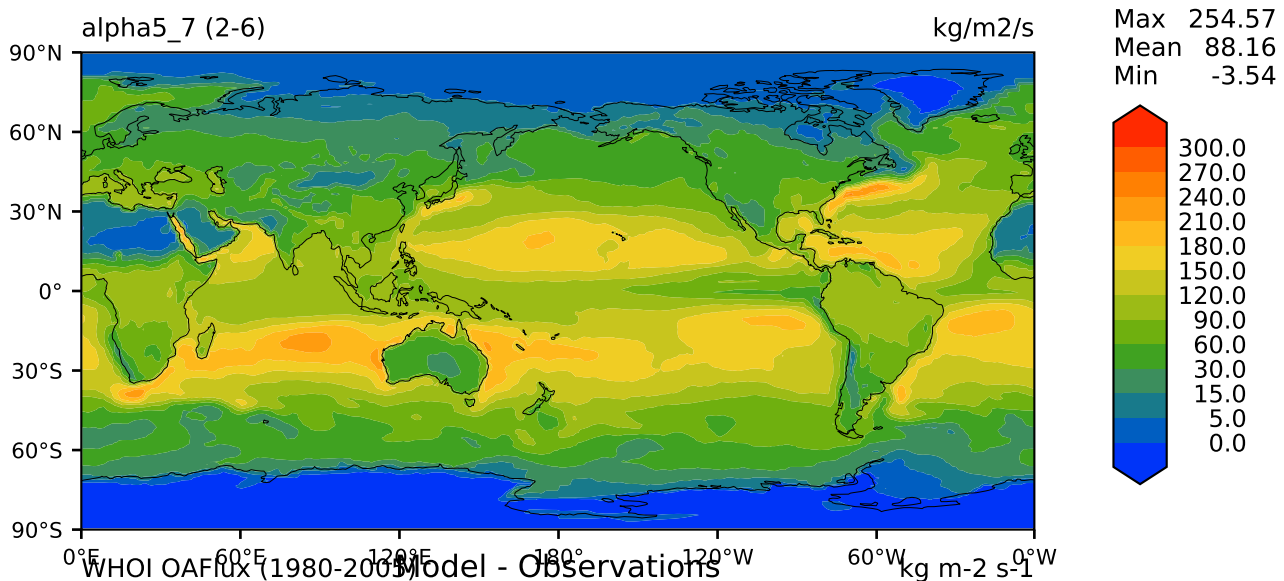 alpha5_7 (2-6) kg/m2/s
Max 254.57
Mean 88.16
Min -3.54
90°N
60°N
30°N
0°
30°S
60°S
90°S
300.0
270.0
240.0
210.0
180.0
150.0
120.0
90.0
60.0
30.0
15.0
5.0
0.0
0°E 60°E 120°E 180° 120°W 60°W 0°W
WHOI OAFlux (1980-2005) Model - Observations kg m-2 s-1